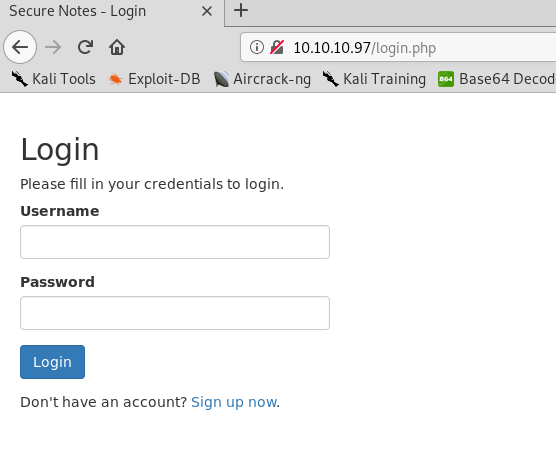 Secure Notes - Login
10.10.10.97/login.php
Kali Tools Exploit-DB Aircrack-ng Kali Training B64 Base64 Decod
Login
Please fill in your credentials to login.
Username
Password
Login
Don't have an account? Sign up now.